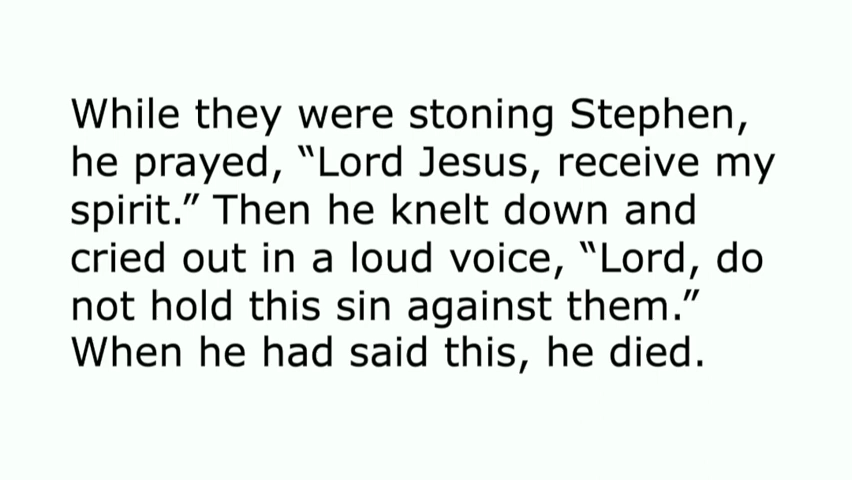 While they were stoning Stephen,
he prayed, “Lord Jesus, receive my
spirit.” Then he knelt down and
cried out in a loud voice, “Lord, do
not hold this sin against them.”
When he had said this, he died.